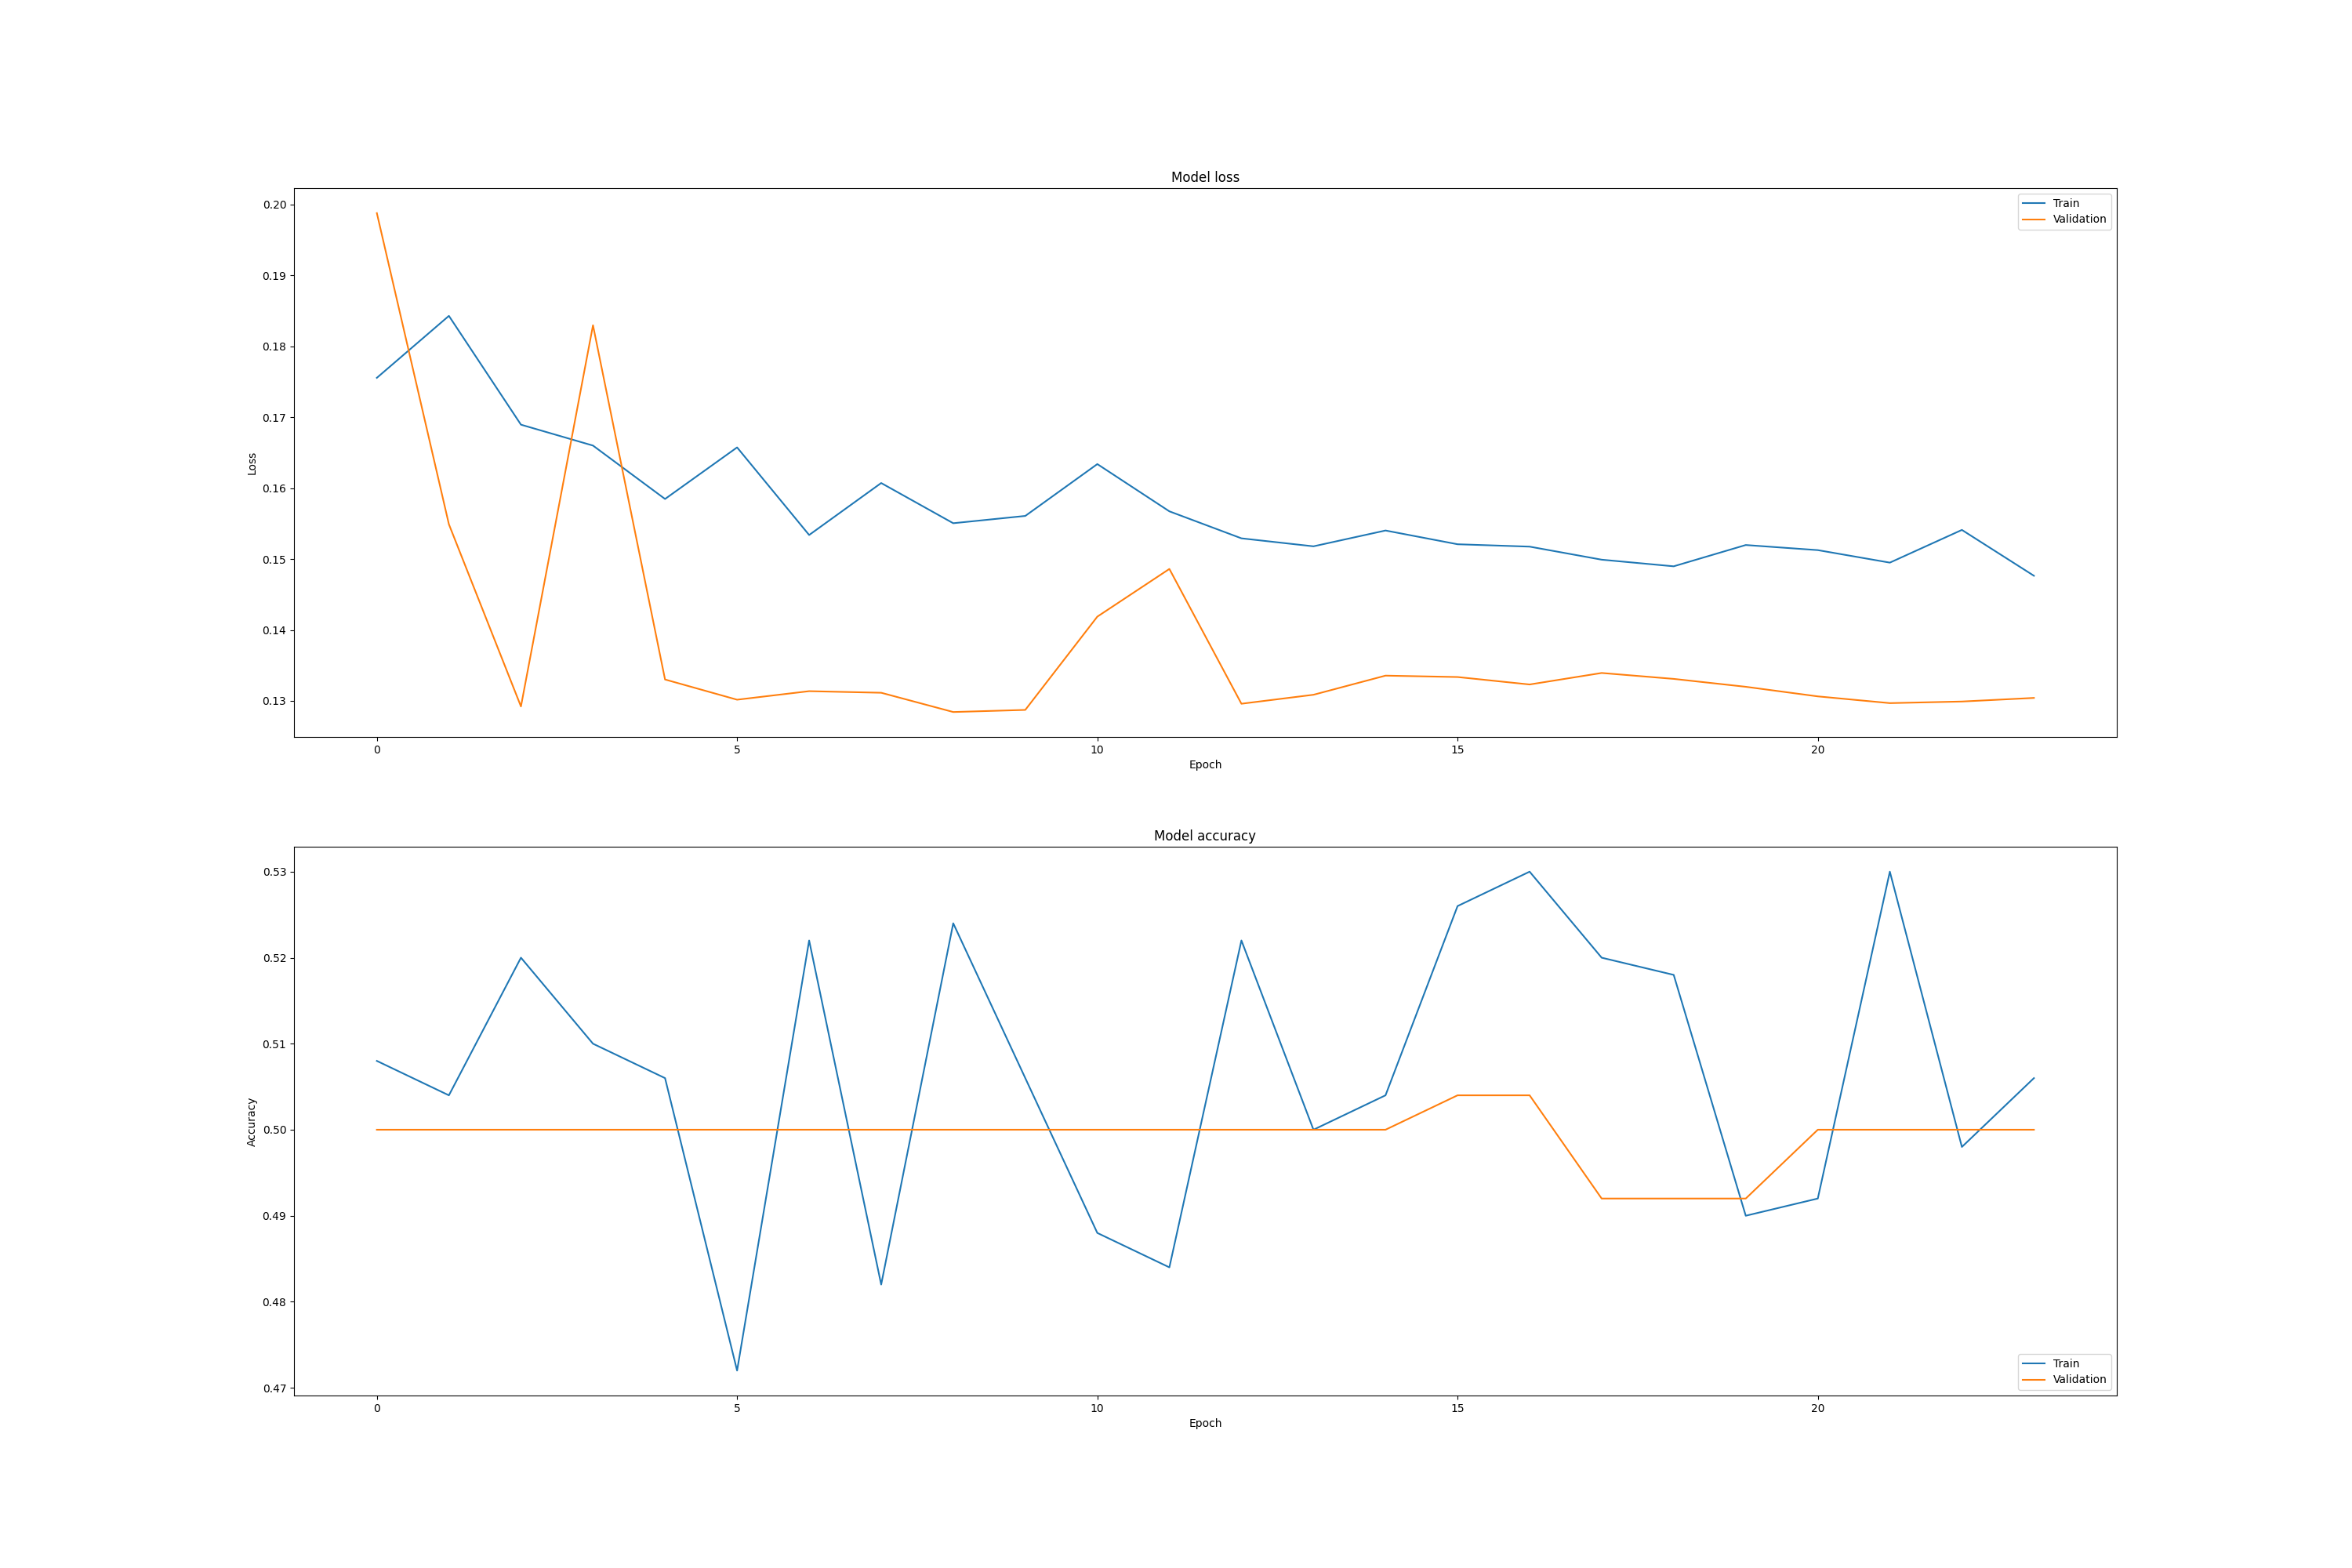 Model loss
0.20
0.19
0.18
0.17
0.16
0.15
0.14
0.13
Loss
Train
Validation
0 5 10 15 20
Epoch
Model accuracy
0.53
0.52
0.51
0.50
0.49
0.48
0.47
Accuracy
Train
Validation
0 5 10 15 20
Epoch